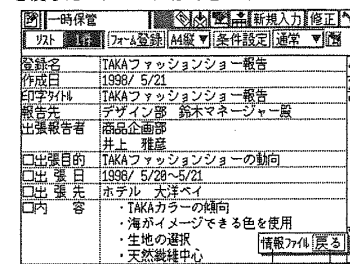 一時保管 新規入力 修正
リスト 1件 フォーム登録 A4縦▼ 条件設定 通常 ▼
登録名 TAKAファッションショー報告
作成日 1998/ 5/21
印字タイトル TAKAファッションショー報告
報告先 デザイン部 鈴木マネージャー殿
出張報告者 商品企画部
井上 雅彦
□出張目的 TAKAファッションショーの動向
□出 張 日 1998/ 5/20~5/21
□出 張 先 ホテル 大洋ベイ
□内 容 ・TAKAカラーの傾向
・海がイメージできる色を使用
・生地の選択
・天然繊維中心
情報ファイル 戻る